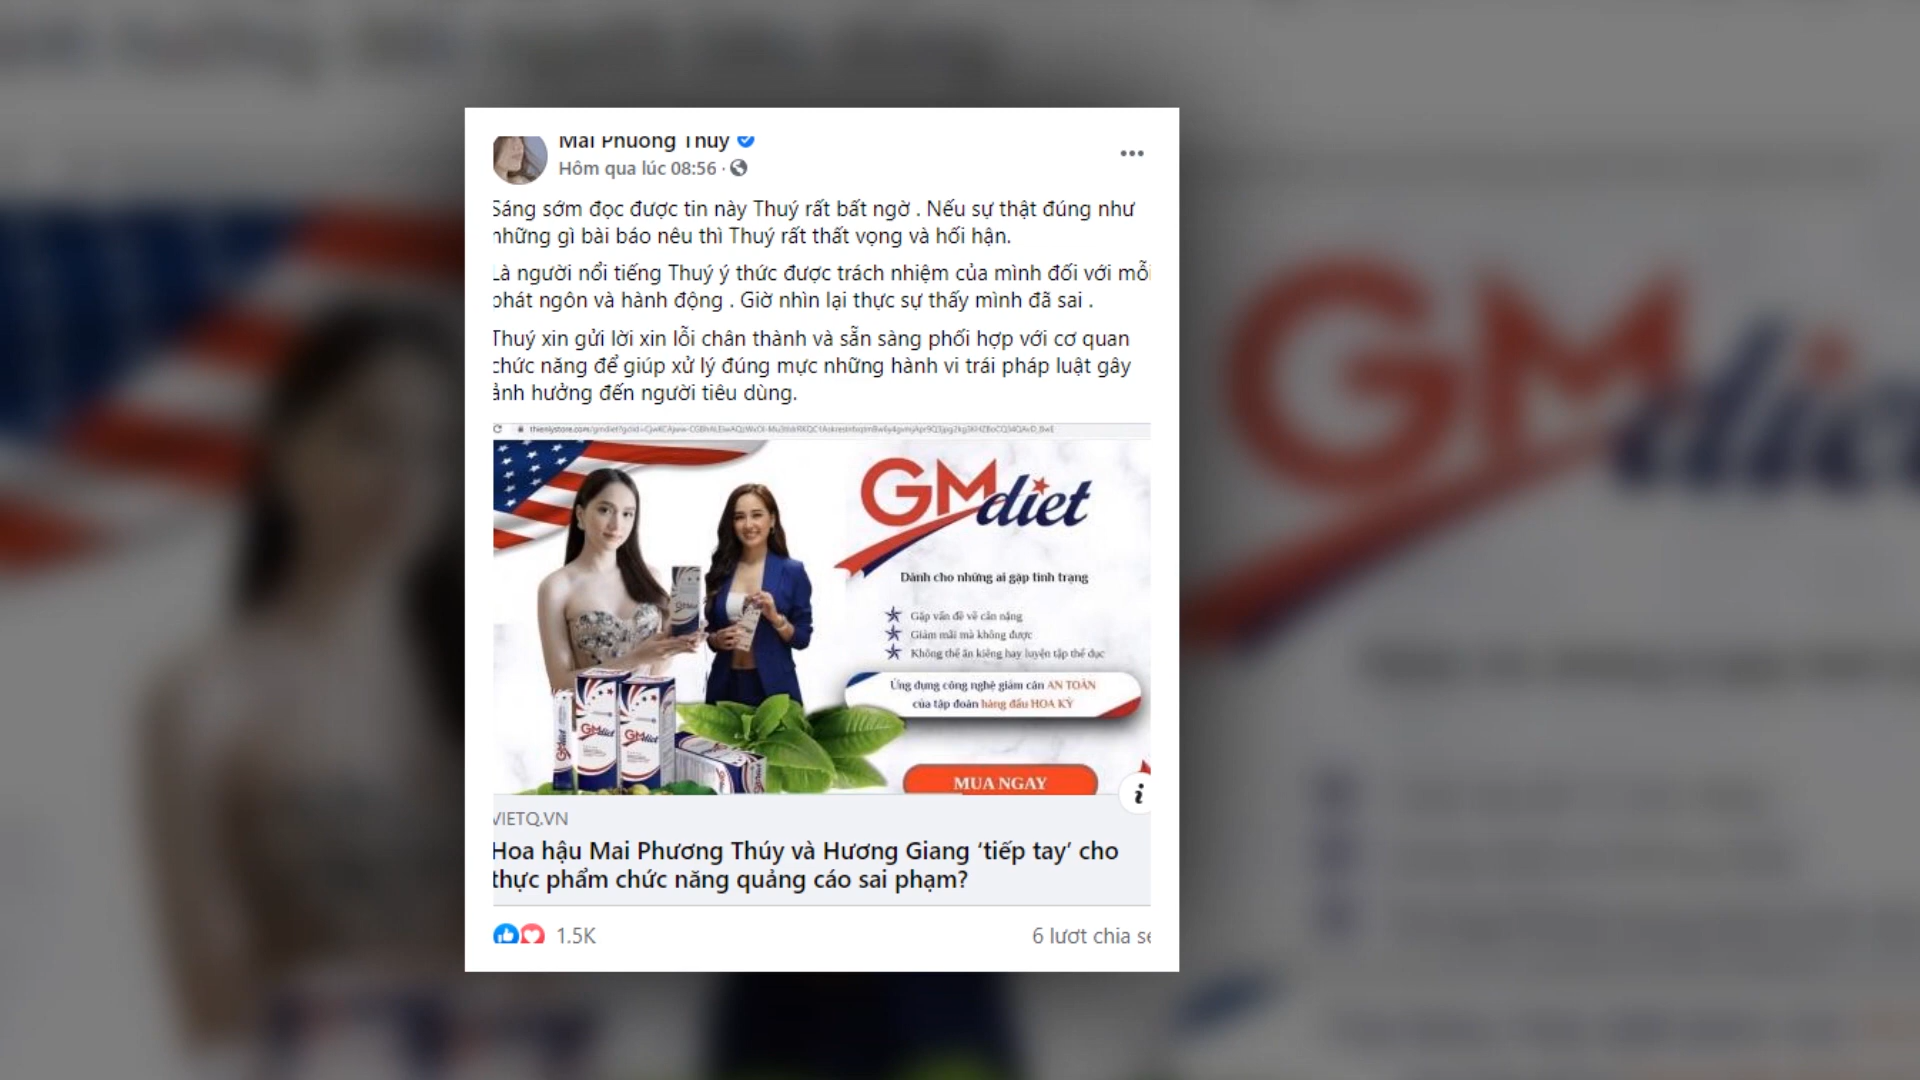 Mai Phương Thúy
Hôm qua lúc 08:56 ·
Sáng sớm đọc được tin này Thuý rất bất ngờ . Nếu sự thật đúng như
những gì bài báo nêu thì Thuý rất thất vọng và hối hận.
Là người nổi tiếng Thuý ý thức được trách nhiệm của mình đối với mỗi
phát ngôn và hành động . Giờ nhìn lại thực sự thấy mình đã sai .
Thuý xin gửi lời xin lỗi chân thành và sẵn sàng phối hợp với cơ quan
chức năng để giúp xử lý đúng mực những hành vi trái pháp luật gây
ảnh hưởng đến người tiêu dùng.
GMdiet
Dành cho những ai gặp tình trạng
Gặp vấn đề về cân nặng
Giảm mãi mà không được
Không thể ăn kiêng hay luyện tập thể dục
Ứng dụng công nghệ giảm cân AN TOÀN
của tập đoàn hàng đầu HOA KỲ
GMdiet
GMdiet
GMdiet
MUA NGAY
VIETQ.VN
Hoa hậu Mai Phương Thúy và Hương Giang ‘tiếp tay’ cho
thực phẩm chức năng quảng cáo sai phạm?
1.5K
6 lượt chia sẻ
GMdiet